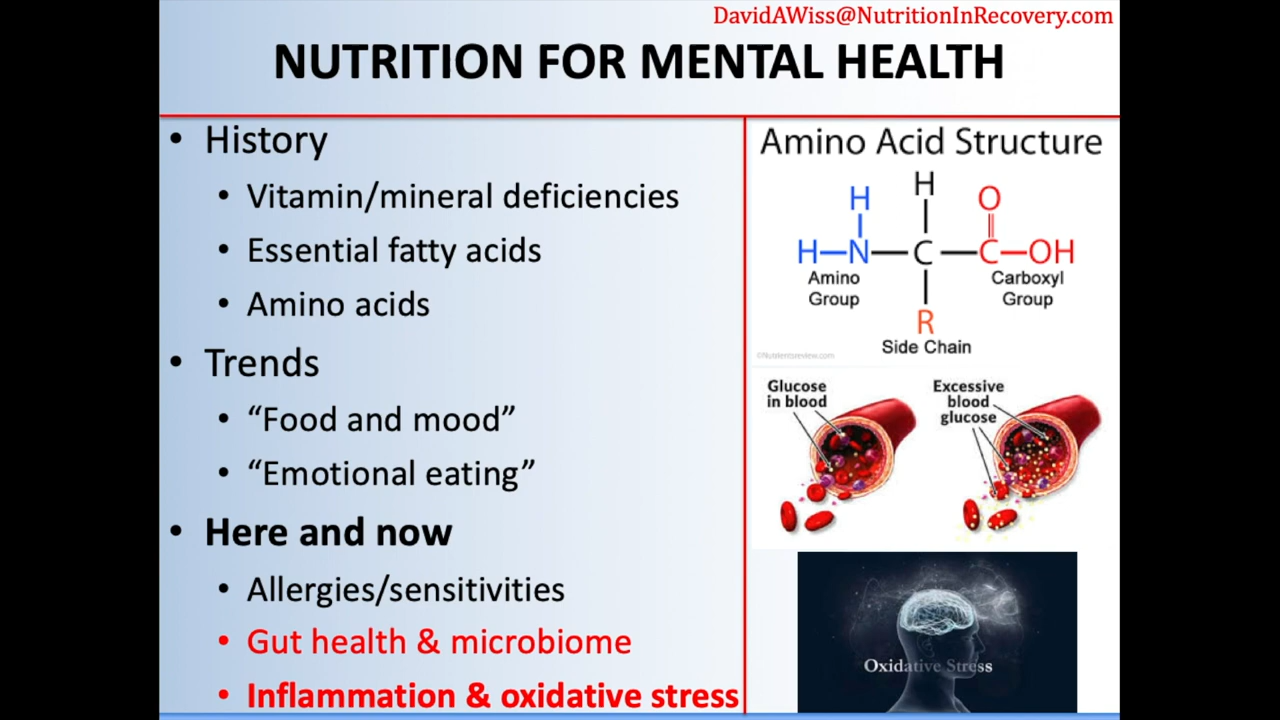 DavidAWiss@NutritionInRecovery.com
NUTRITION FOR MENTAL HEALTH
• History
• Vitamin/mineral deficiencies
• Essential fatty acids
• Amino acids
• Trends
• “Food and mood”
• “Emotional eating”
• Here and now
• Allergies/sensitivities
• Gut health & microbiome
• Inflammation & oxidative stress
Amino Acid Structure
H
H O
H—N—C—C—OH
Amino
Group
Carboxyl
Group
R
Side Chain
©Nutrientsreview.com
Glucose
in blood
Excessive
blood
glucose
Oxidative Stress